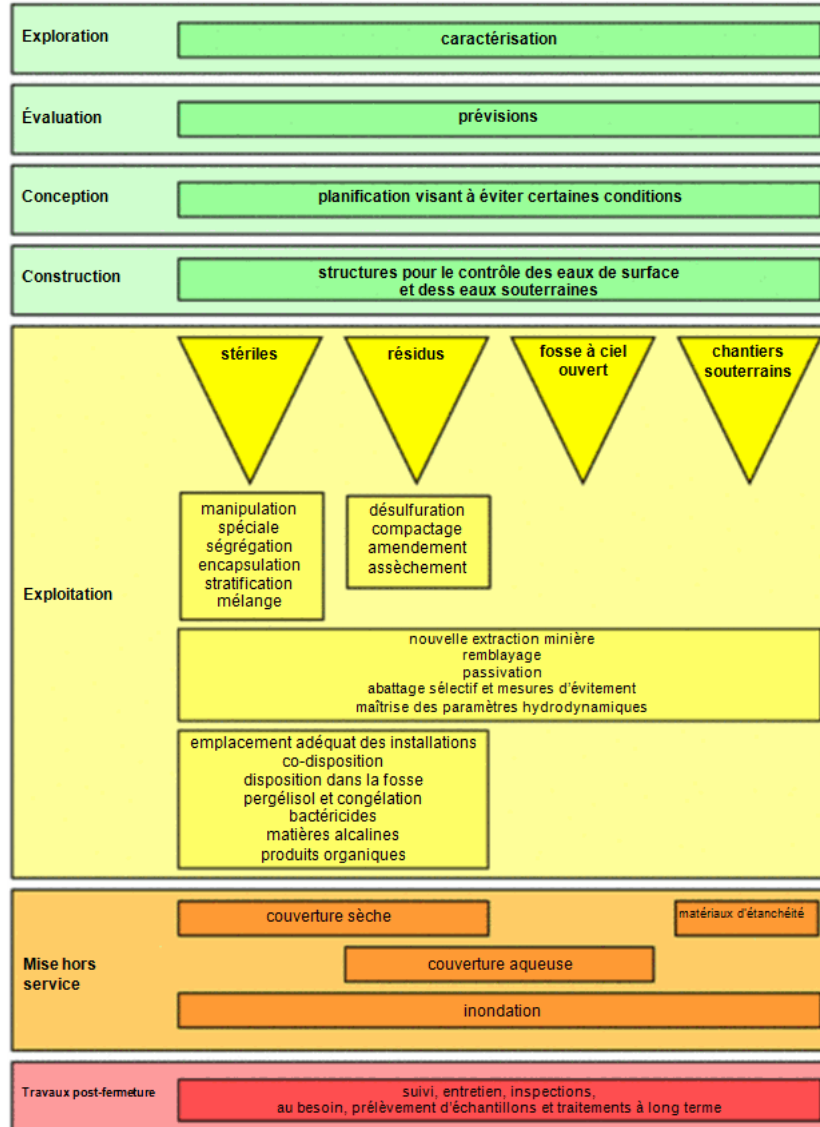 Exploration
caractérisation
Évaluation
prévisions
Conception
planification visant à éviter certaines conditions
Construction
structures pour le contrôle des eaux de surface
et dess eaux souterraines
Exploitation
stériles
résidus
fosse à ciel
ouvert
chantiers
souterrains
manipulation
spéciale
ségrégation
encapsulation
stratification
mélange
désulfuration
compactage
amendement
assèchement
nouvelle extraction minière
remblayage
passivation
abattage sélectif et mesures d'évitement
maîtrise des paramètres hydrodynamiques
emplacement adéquat des installations
co-disposition
disposition dans la fosse
pergélisol et congélation
bactéricides
matières alcalines
produits organiques
Mise hors
service
couverture sèche
matériaux d'étanchéité
couverture aqueuse
inondation
Travaux post-fermeture
suivi, entretien, inspections,
au besoin, prélèvement d'échantillons et traitements à long terme